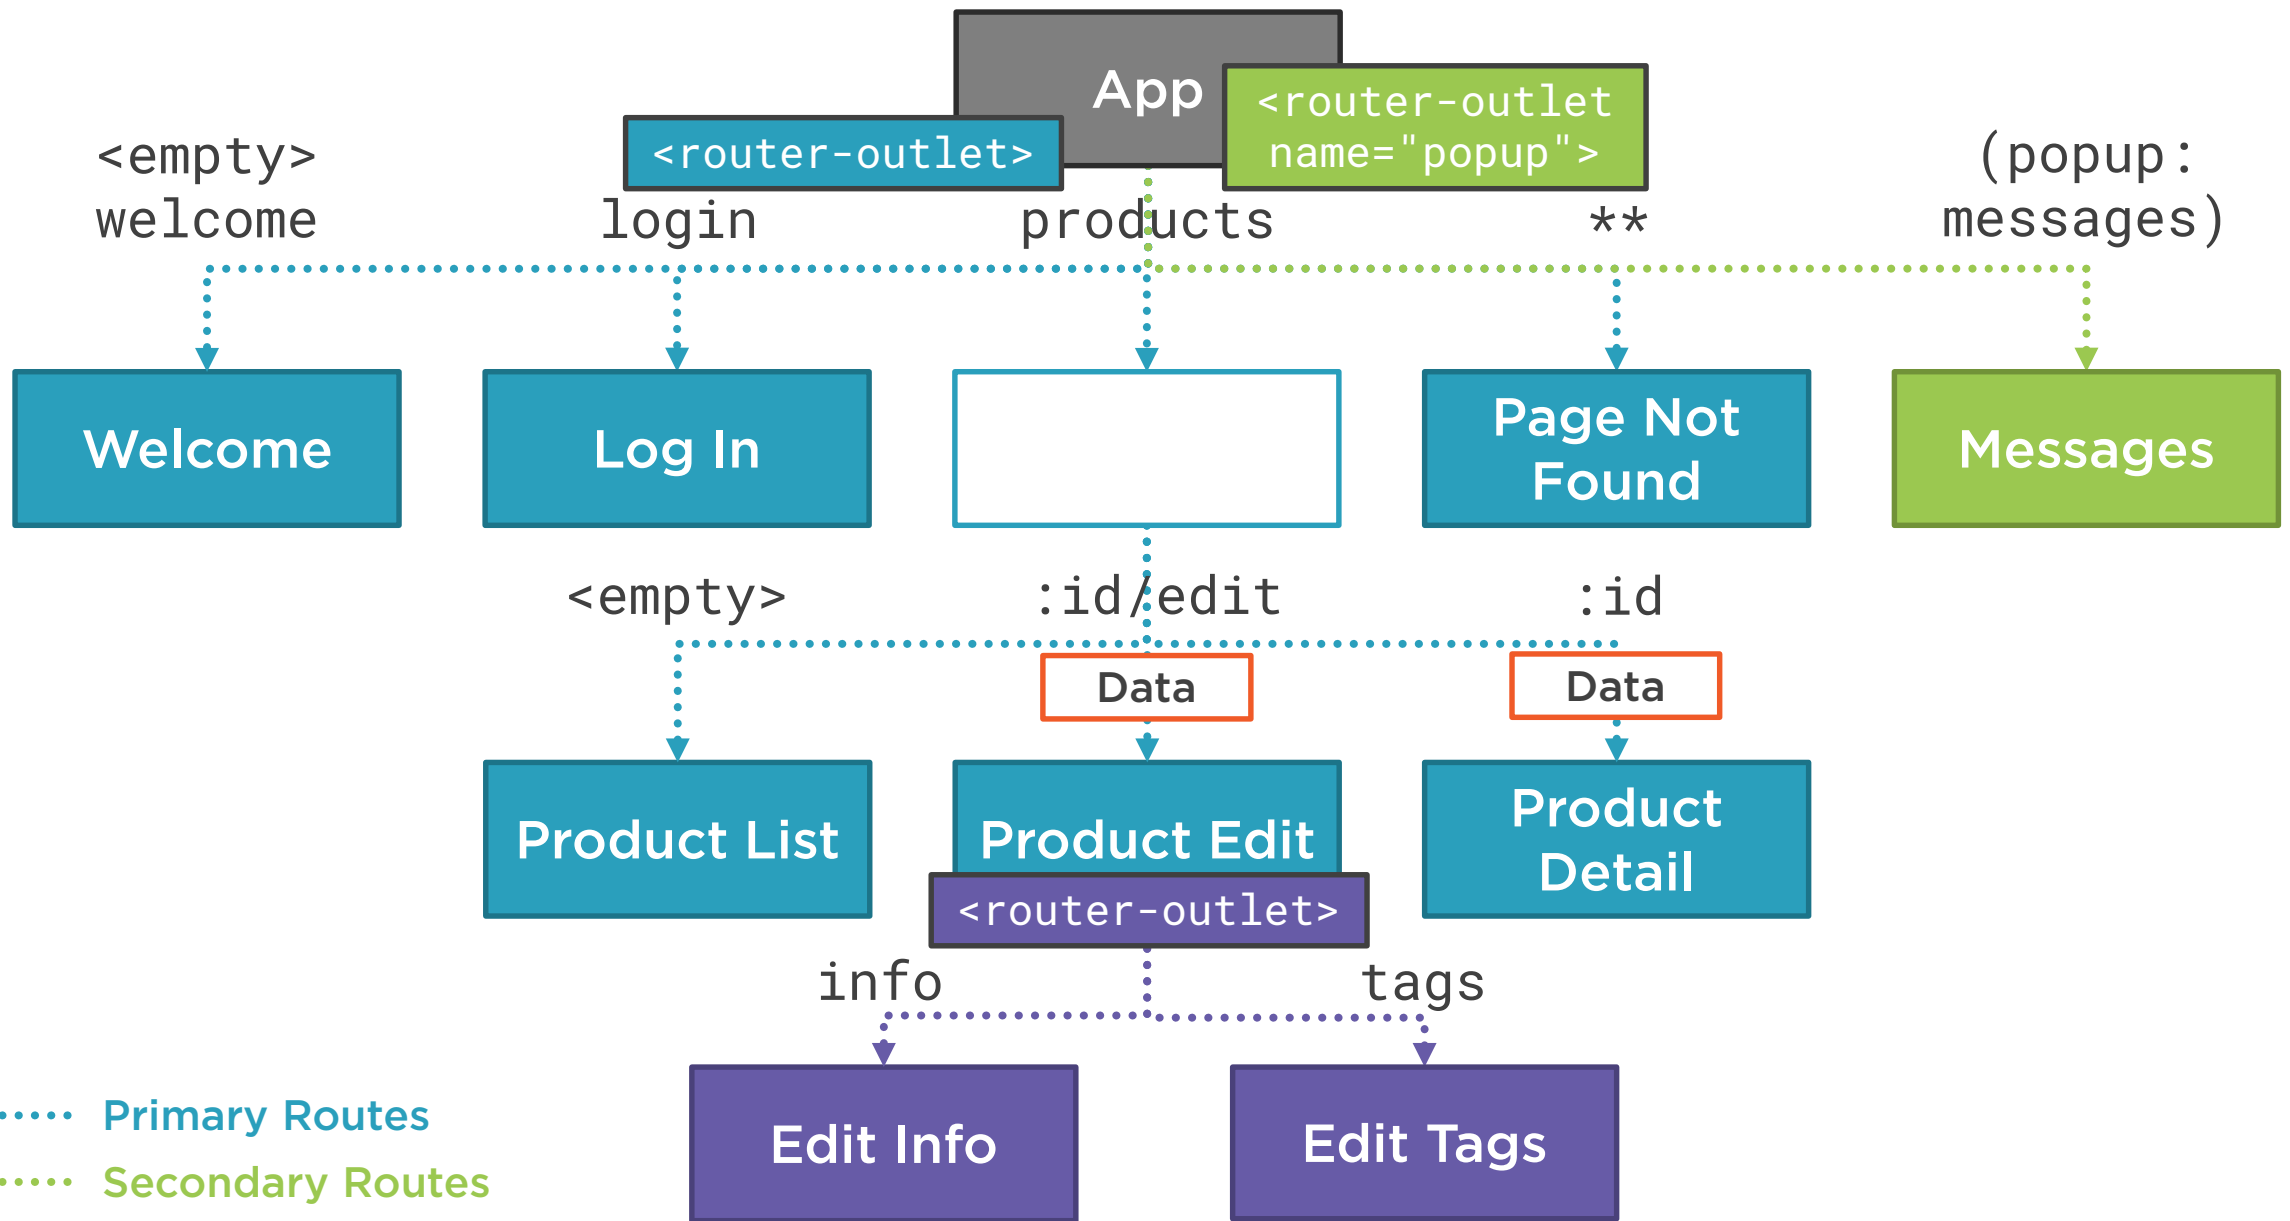 App
<router-outlet
name="popup">
<router-outlet>
<empty>
welcome
login
products
**
(popup:
messages)
Welcome
Log In
Page Not
Found
Messages
<empty>
:id/edit
:id
Data
Data
Product List
Product Edit
Product
Detail
<router-outlet>
info
tags
Edit Info
Edit Tags
Primary Routes
Secondary Routes